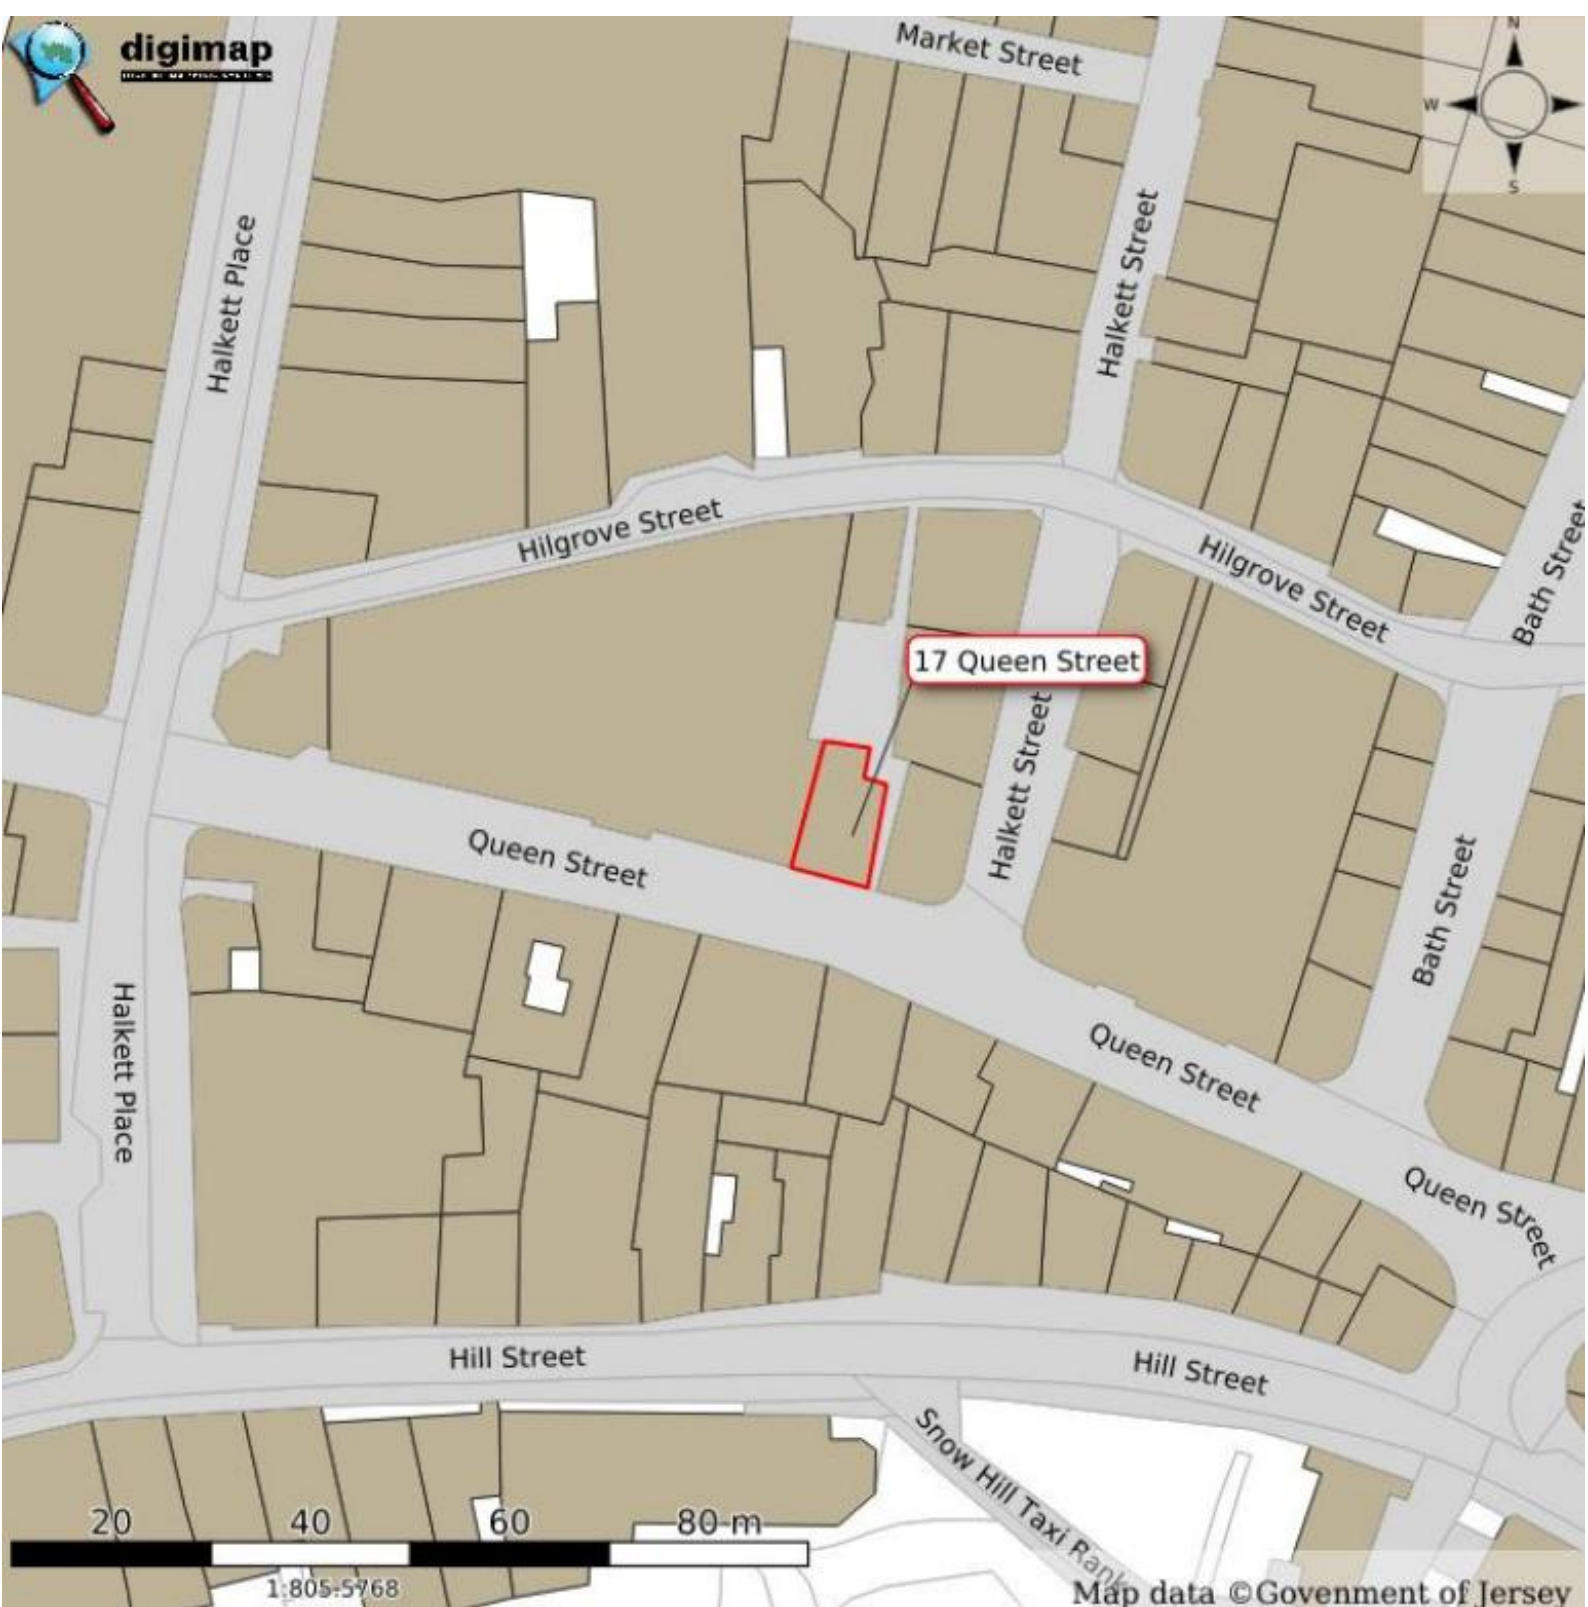 digimap
Market Street
N
W
S
Halkett Place
Halkett Street
Hilgrove Street
Hilgrove Street
Bath Street
17 Queen Street
Halkett Street
Queen Street
Bath Street
Halkett Place
Queen Street
Queen Street
Hill Street
Hill Street
Snow Hill Taxi Rank
20 40 60 80 m
1:805.5768
Map data ©Govenment of Jersey